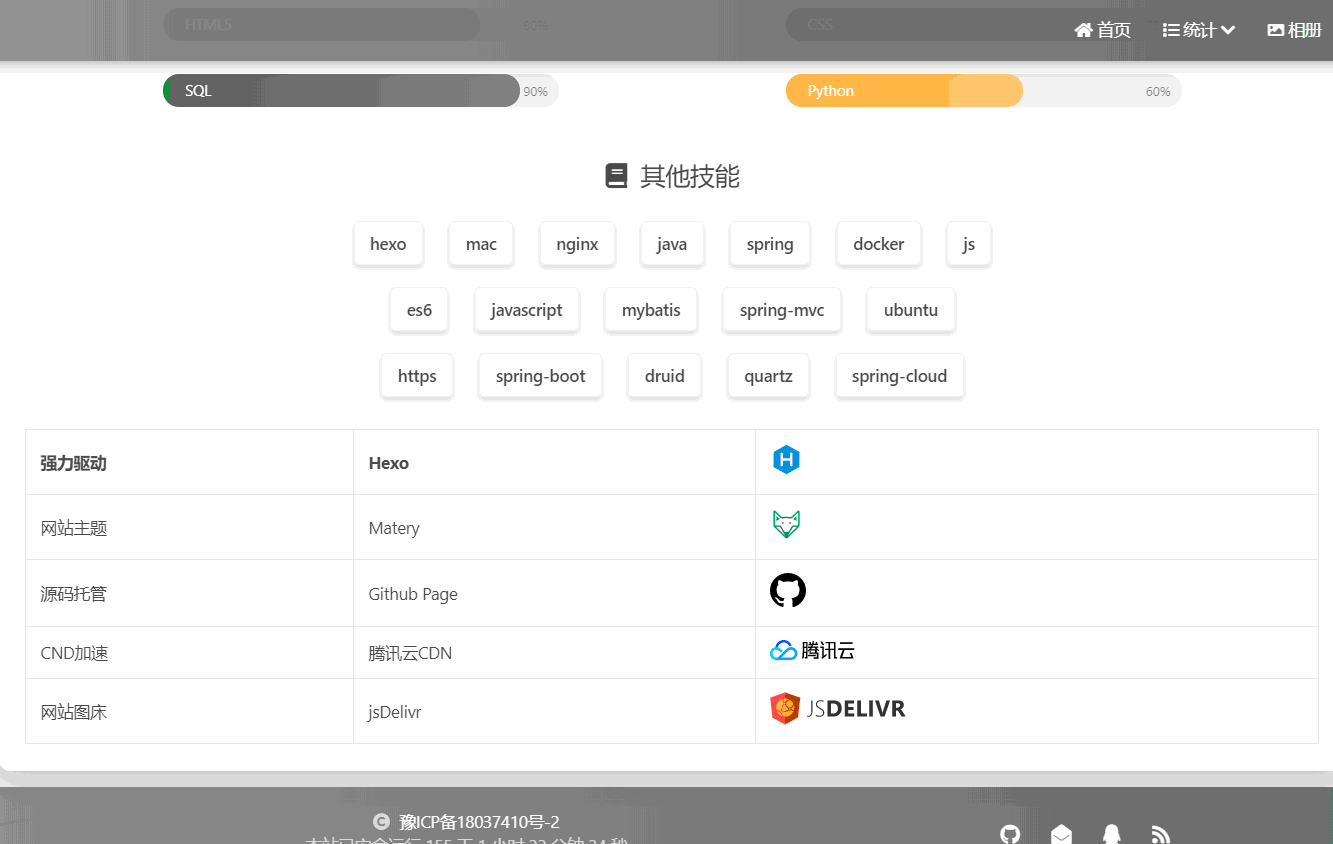 HTML5 80% CSS
首页 统计 相册
SQL 90% Python 60%
其他技能
hexo mac nginx java spring docker js
es6 javascript mybatis spring-mvc ubuntu
https spring-boot druid quartz spring-cloud
强力驱动 Hexo
网站主题 Matery
源码托管 Github Page
CND加速 腾讯云CDN 腾讯云
网站图床 jsDelivr JSDELIVR
豫ICP备18037410号-2